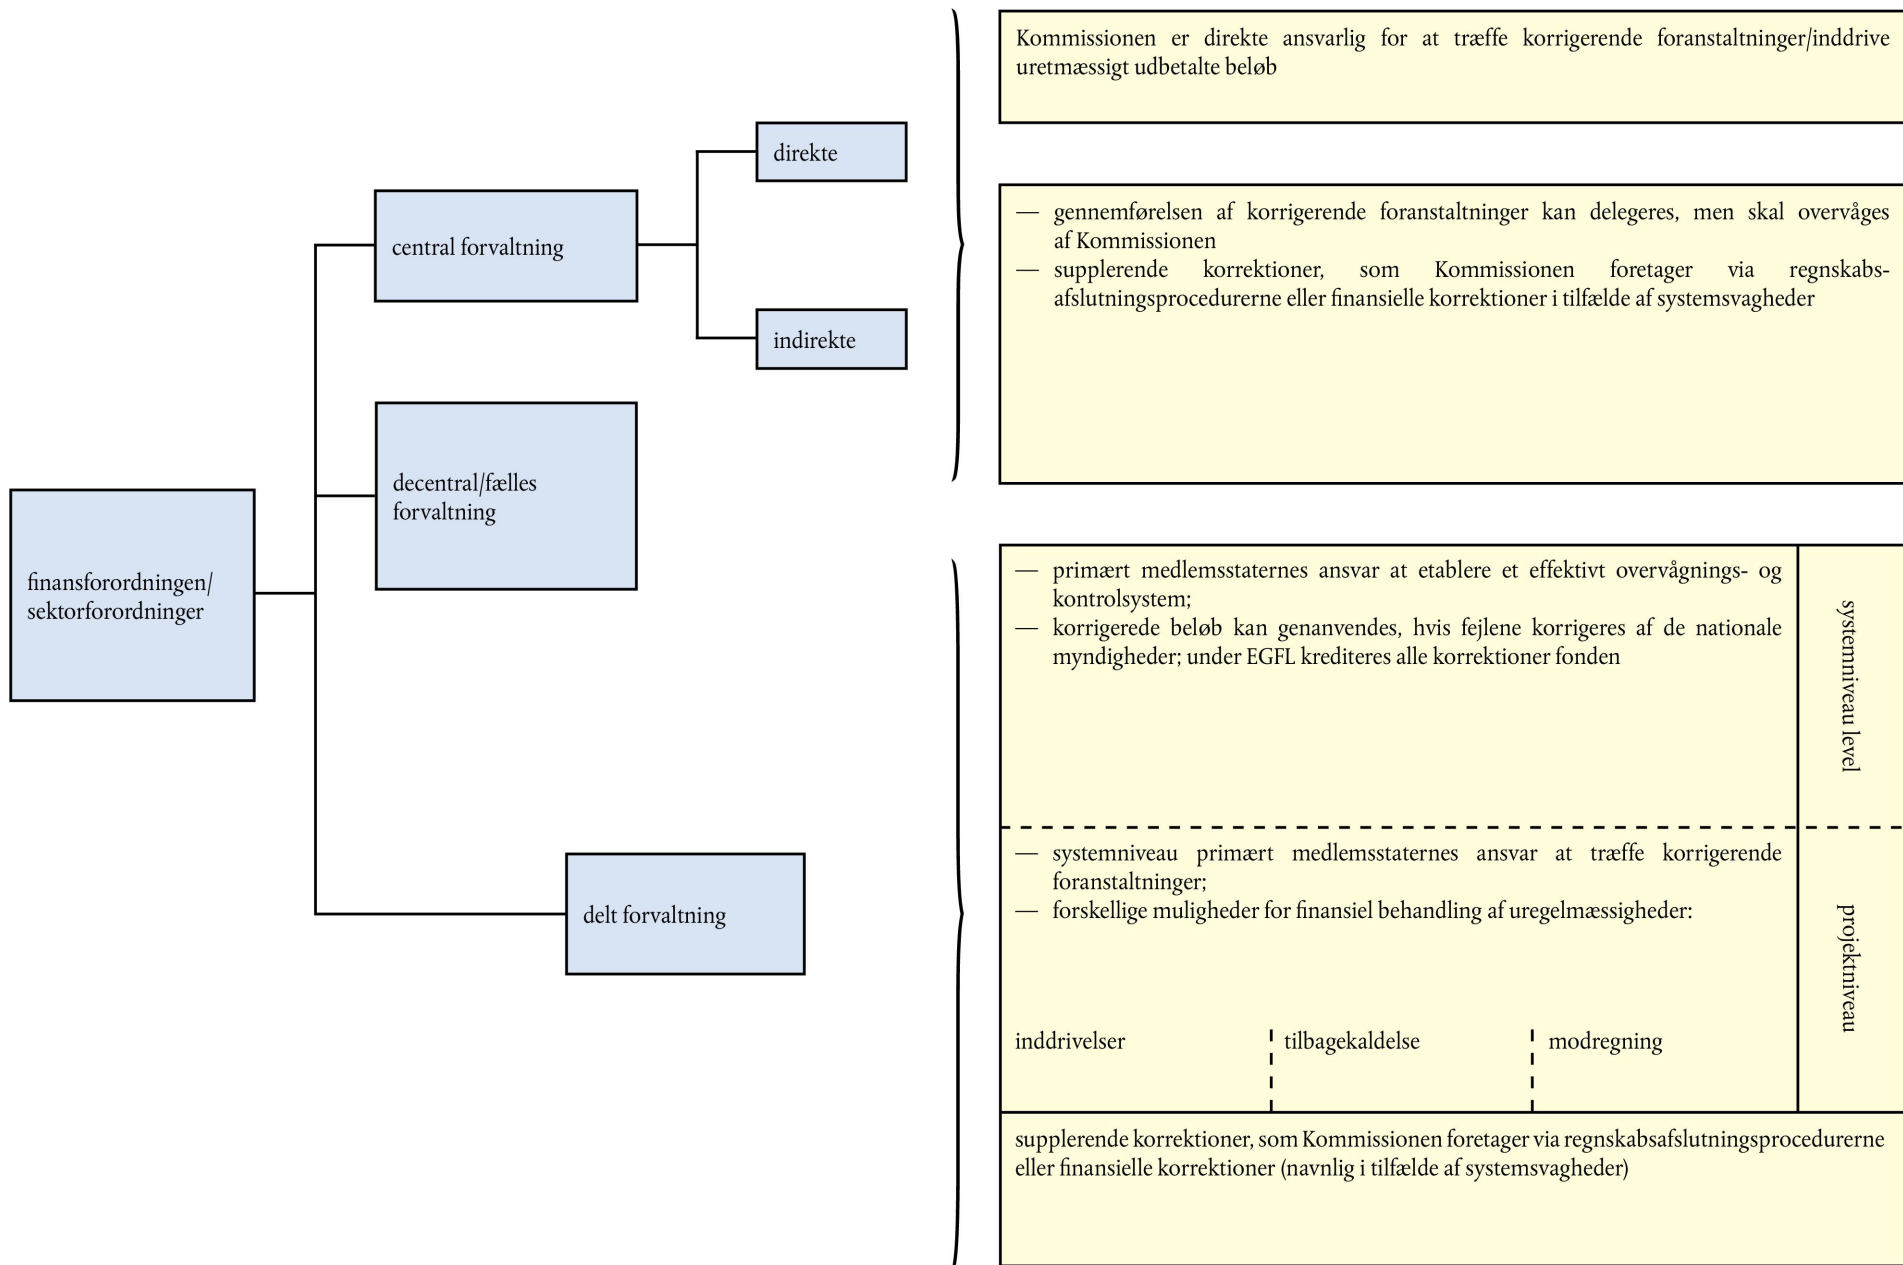 finansforordningen/
sektorforordninger
central forvaltning
direkte
indirekte
decentral/fælles
forvaltning
delt forvaltning
Kommissionen er direkte ansvarlig for at træffe korrigerende foranstaltninger/inddrive
uretmæssigt udbetalte beløb
— gennemførelsen af korrigerende foranstaltninger kan delegeres, men skal overvåges
af Kommissionen
— supplerende korrektioner, som Kommissionen foretager via regnskabs-
afslutningsprocedurerne eller finansielle korrektioner i tilfælde af systemsvagheder
— primært medlemsstaternes ansvar at etablere et effektivt overvågnings- og
kontrolsystem;
— korrigerede beløb kan genanvendes, hvis fejlene korrigeres af de nationale
myndigheder; under EGFL krediteres alle korrektioner fonden
systemniveau level
— systemniveau primært medlemsstaternes ansvar at træffe korrigerende
foranstaltninger;
— forskellige muligheder for finansiel behandling af uregelmæssigheder:
inddrivelser
tilbagekaldelse
modregning
projektniveau
supplerende korrektioner, som Kommissionen foretager via regnskabsafslutningsprocedurerne
eller finansielle korrektioner (navnlig i tilfælde af systemsvagheder)